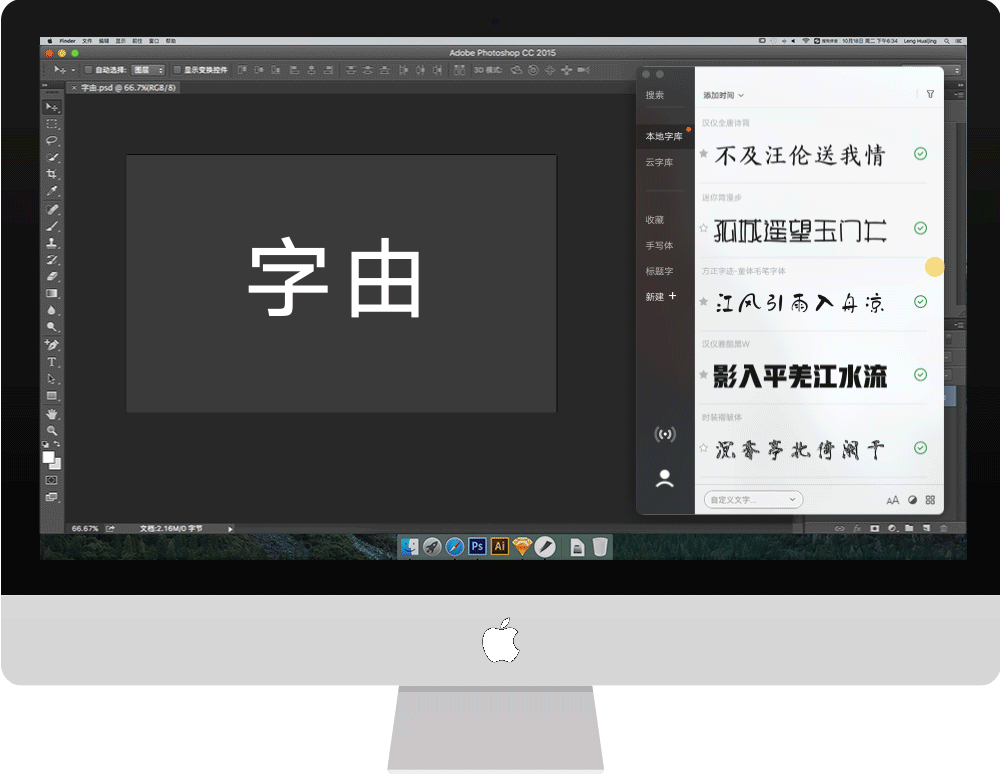 Finder 文件 编辑 显示 前往 窗口 帮助
10月18日 周二 下午6:34 Leng Huaijing
Adobe Photoshop CC 2015
自动选择: 图层 显示变换控件 3D 模式:
× 字由.psd @ 66.7%(RGB/8)
字由
66.67% 文档:2.16M/0 字节
搜索
本地字库
云字库
收藏
手写体
标题字
新建 +
添加时间
汉仪全唐诗简
不及汪伦送我情
迷你简漫步
孤城遥望玉门关
方正字迹-童体毛笔字体
江风引雨入舟凉
汉仪雅酷黑W
影入平羌江水流
时装褶皱体
沉香亭北倚阑干
自定义文字...
AA
fx
Ps
Ai